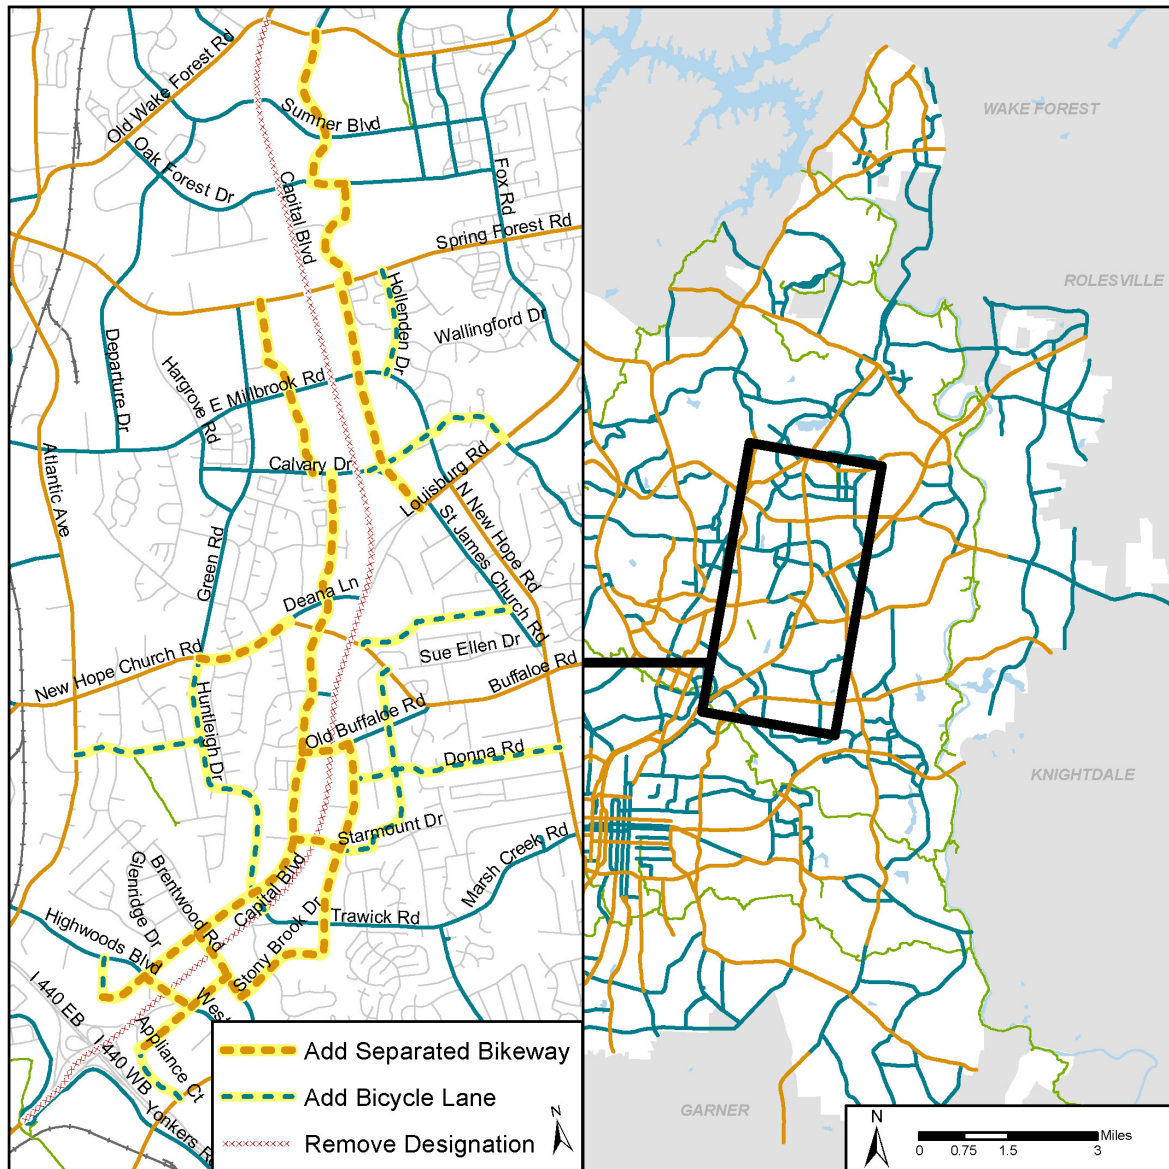 Old Wake Forest Rd
Sumner Blvd
Oak Forest Dr
Capital Blvd
Fox Rd
Spring Forest Rd
Hollenden Dr
Wallingford Dr
Departure Dr
Hargrove Rd
E Millbrook Rd
Atlantic Ave
Calvary Dr
Louisburg Rd
N New Hope Rd
St James Church Rd
Green Rd
Deana Ln
Sue Ellen Dr
New Hope Church Rd
Buffaloe Rd
Huntleigh Dr
Old Buffaloe Rd
Donna Rd
Starmount Dr
Marsh Creek Rd
Brentwood Rd
Glenridge Dr
Capital Blvd
Highwoods Blvd
Stony Brook Dr
Trawick Rd
I 440 EB
I 440 WB
West
Appliance Ct
Yonkers R
Add Separated Bikeway
Add Bicycle Lane
Remove Designation
N
WAKE FOREST
ROLESVILLE
KNIGHTDALE
GARNER
N
Miles
0 0.75 1.5 3